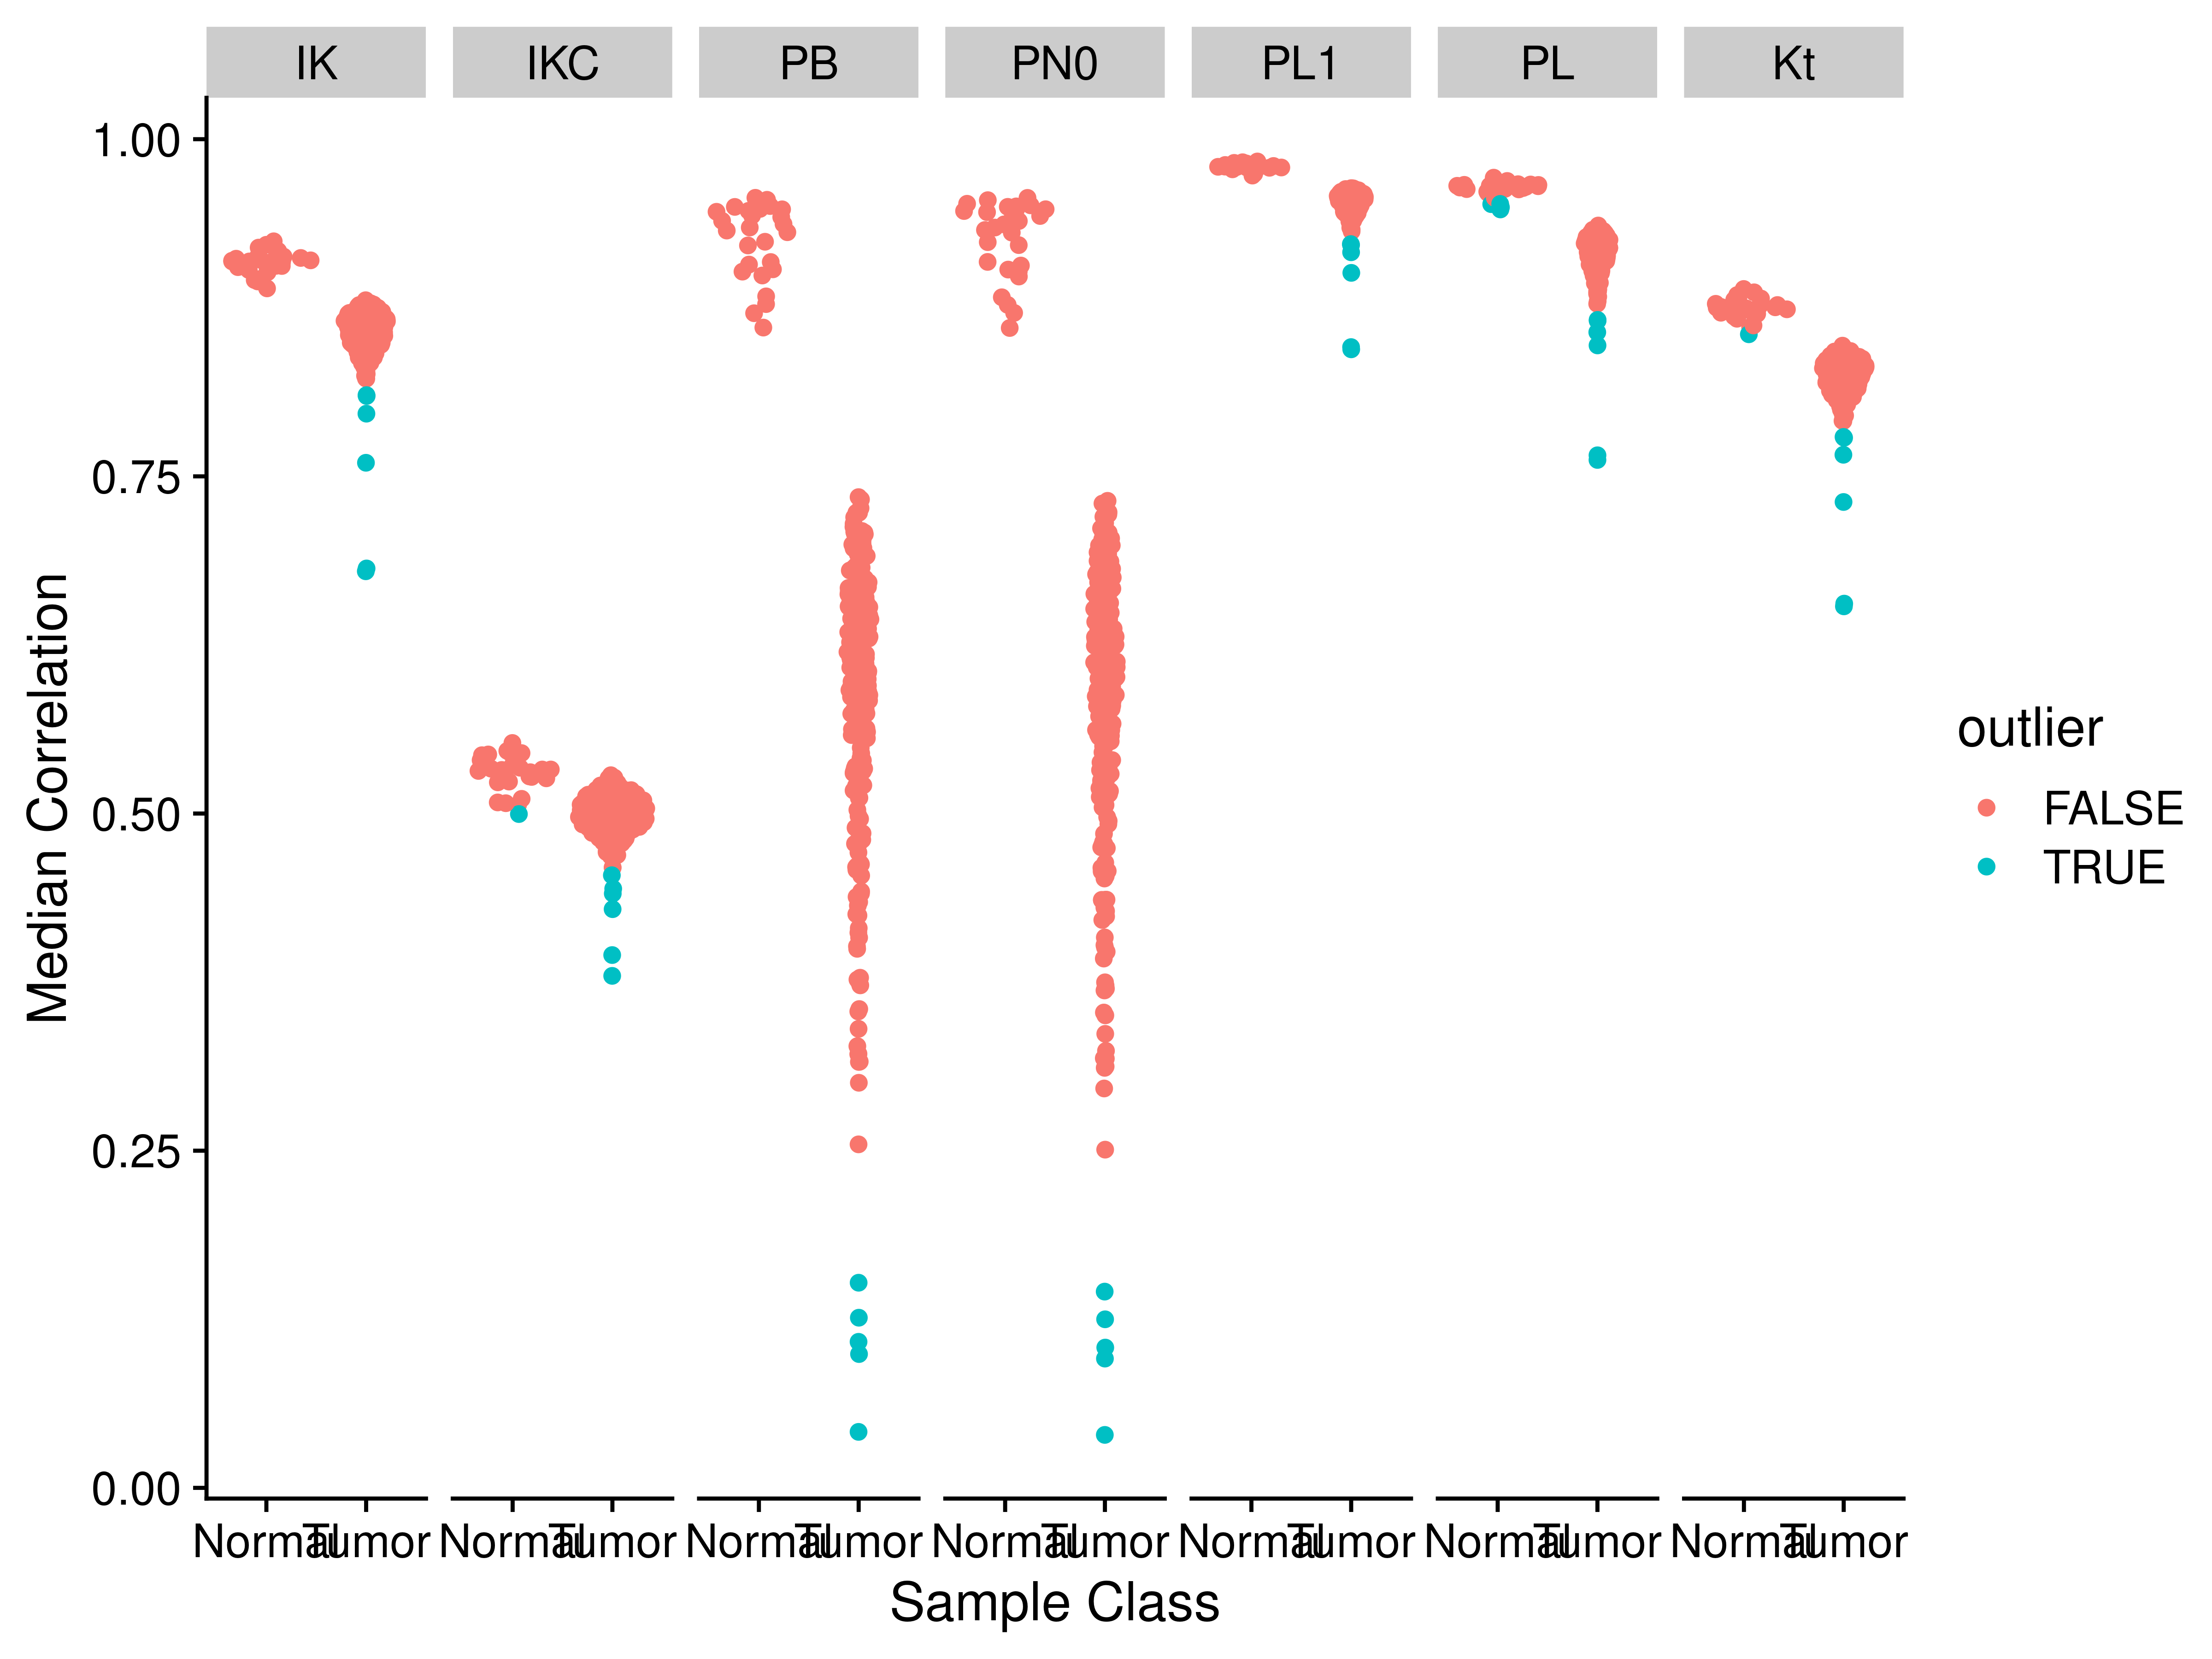 IK IKC PB PN0 PL1 PL Kt
1.00
0.75
0.50
0.25
0.00
Median Correlation
Normal Tumor Normal Tumor Normal Tumor Normal Tumor Normal Tumor Normal Tumor Normal Tumor
Sample Class
outlier
FALSE
TRUE